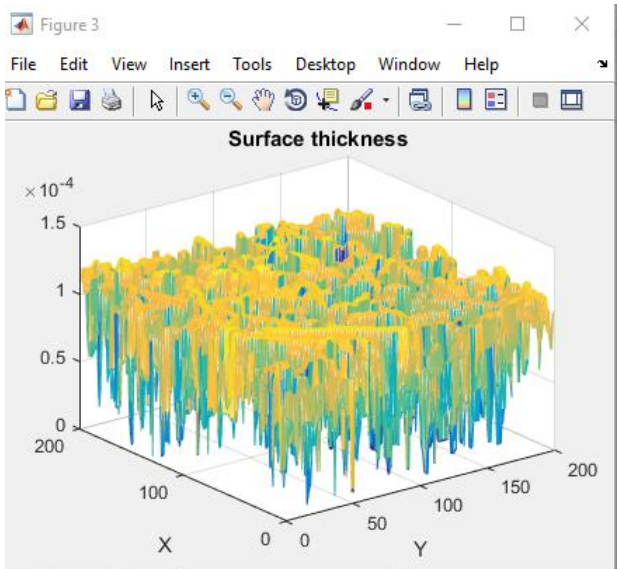 Figure 3
File Edit View Insert Tools Desktop Window Help
Surface thickness
×10-4
1.5
1
0.5
0
200
100
0
X
0
50
100
150
200
Y